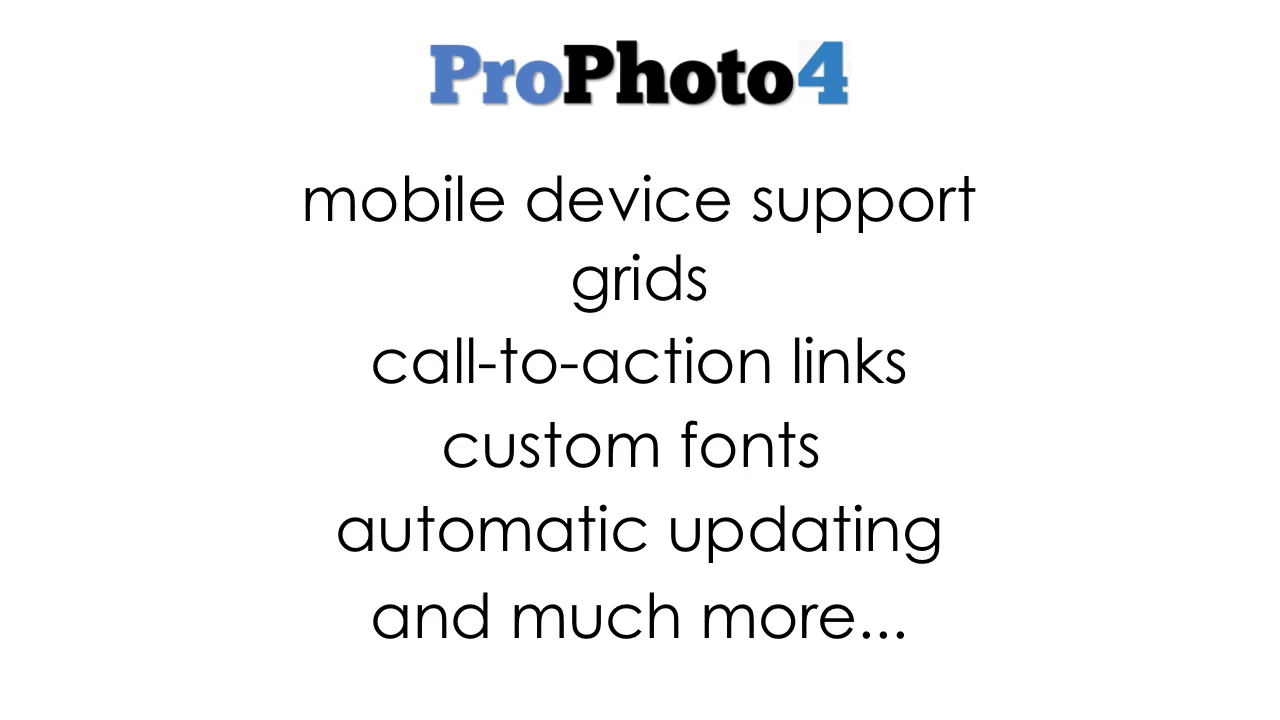 ProPhoto4
mobile device support
grids
call-to-action links
custom fonts
automatic updating
and much more...